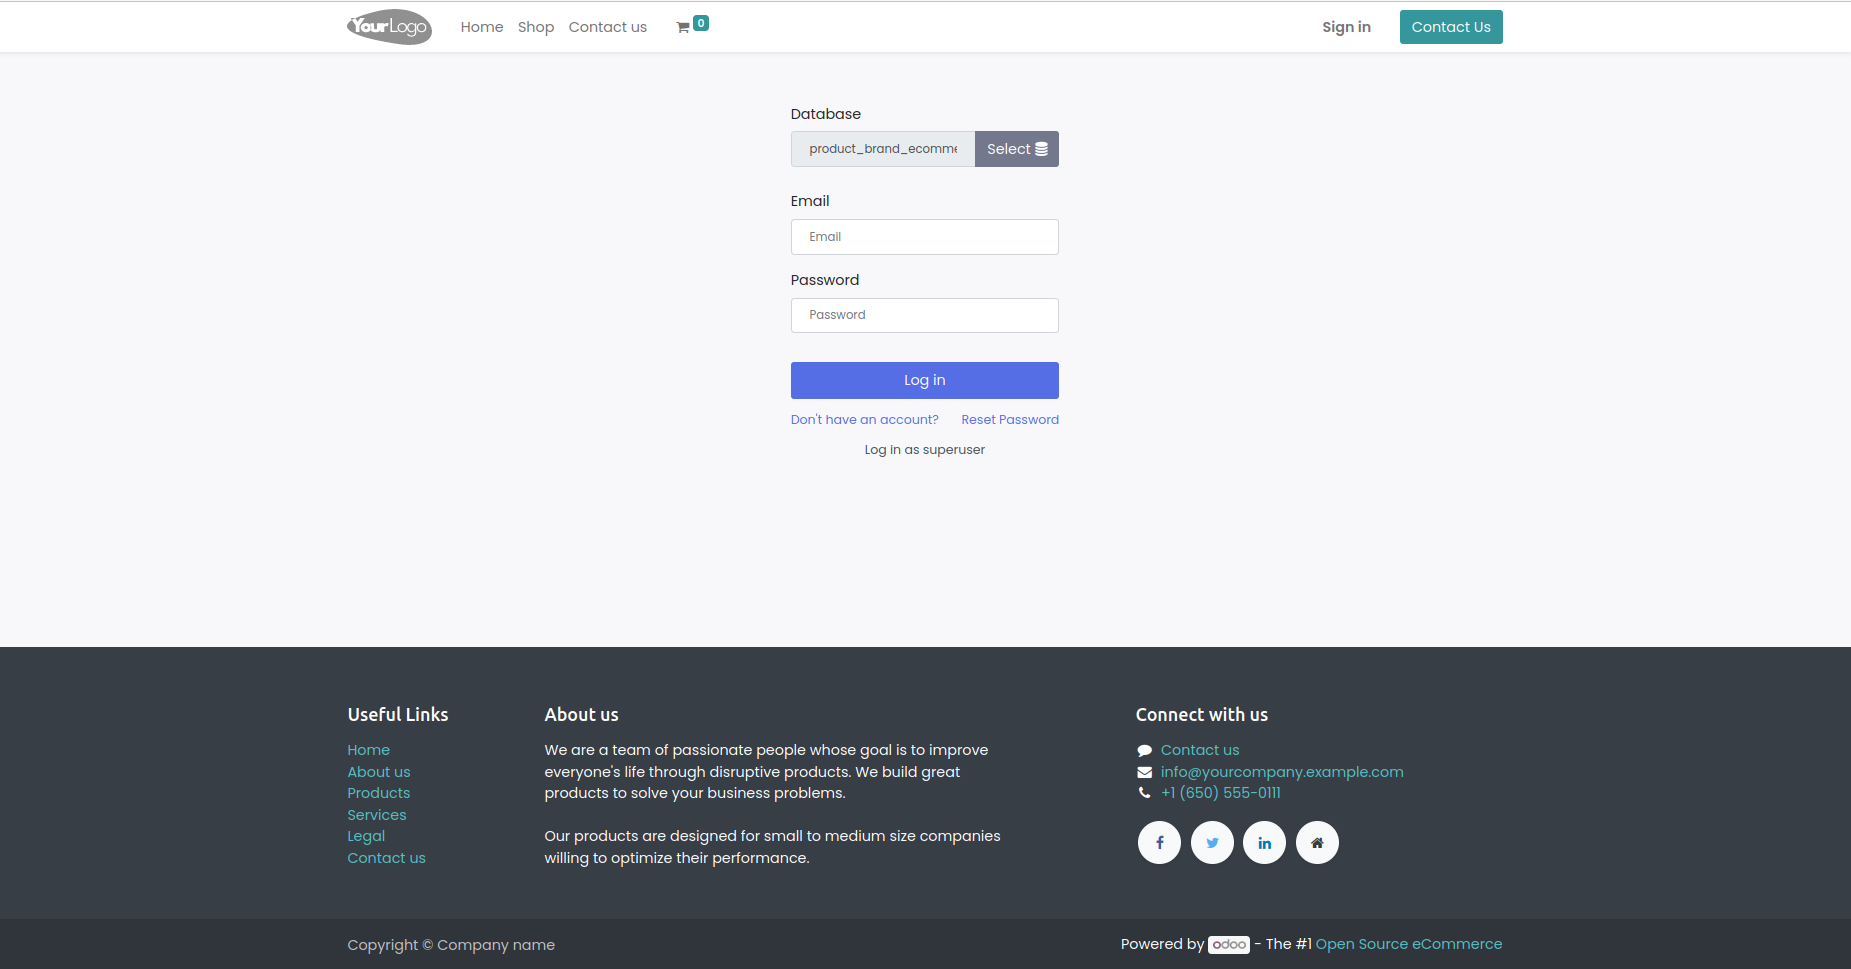 YourLogo
Home Shop Contact us 0 Sign in Contact Us
Database
product_brand_ecomme Select
Email
Email
Password
Password
Log in
Don't have an account? Reset Password
Log in as superuser
Useful Links
Home
About us
Products
Services
Legal
Contact us
About us
We are a team of passionate people whose goal is to improve
everyone's life through disruptive products. We build great
products to solve your business problems.
Our products are designed for small to medium size companies
willing to optimize their performance.
Connect with us
Contact us
info@yourcompany.example.com
+1 (650) 555-0111
Copyright © Company name
Powered by odoo - The #1 Open Source eCommerce